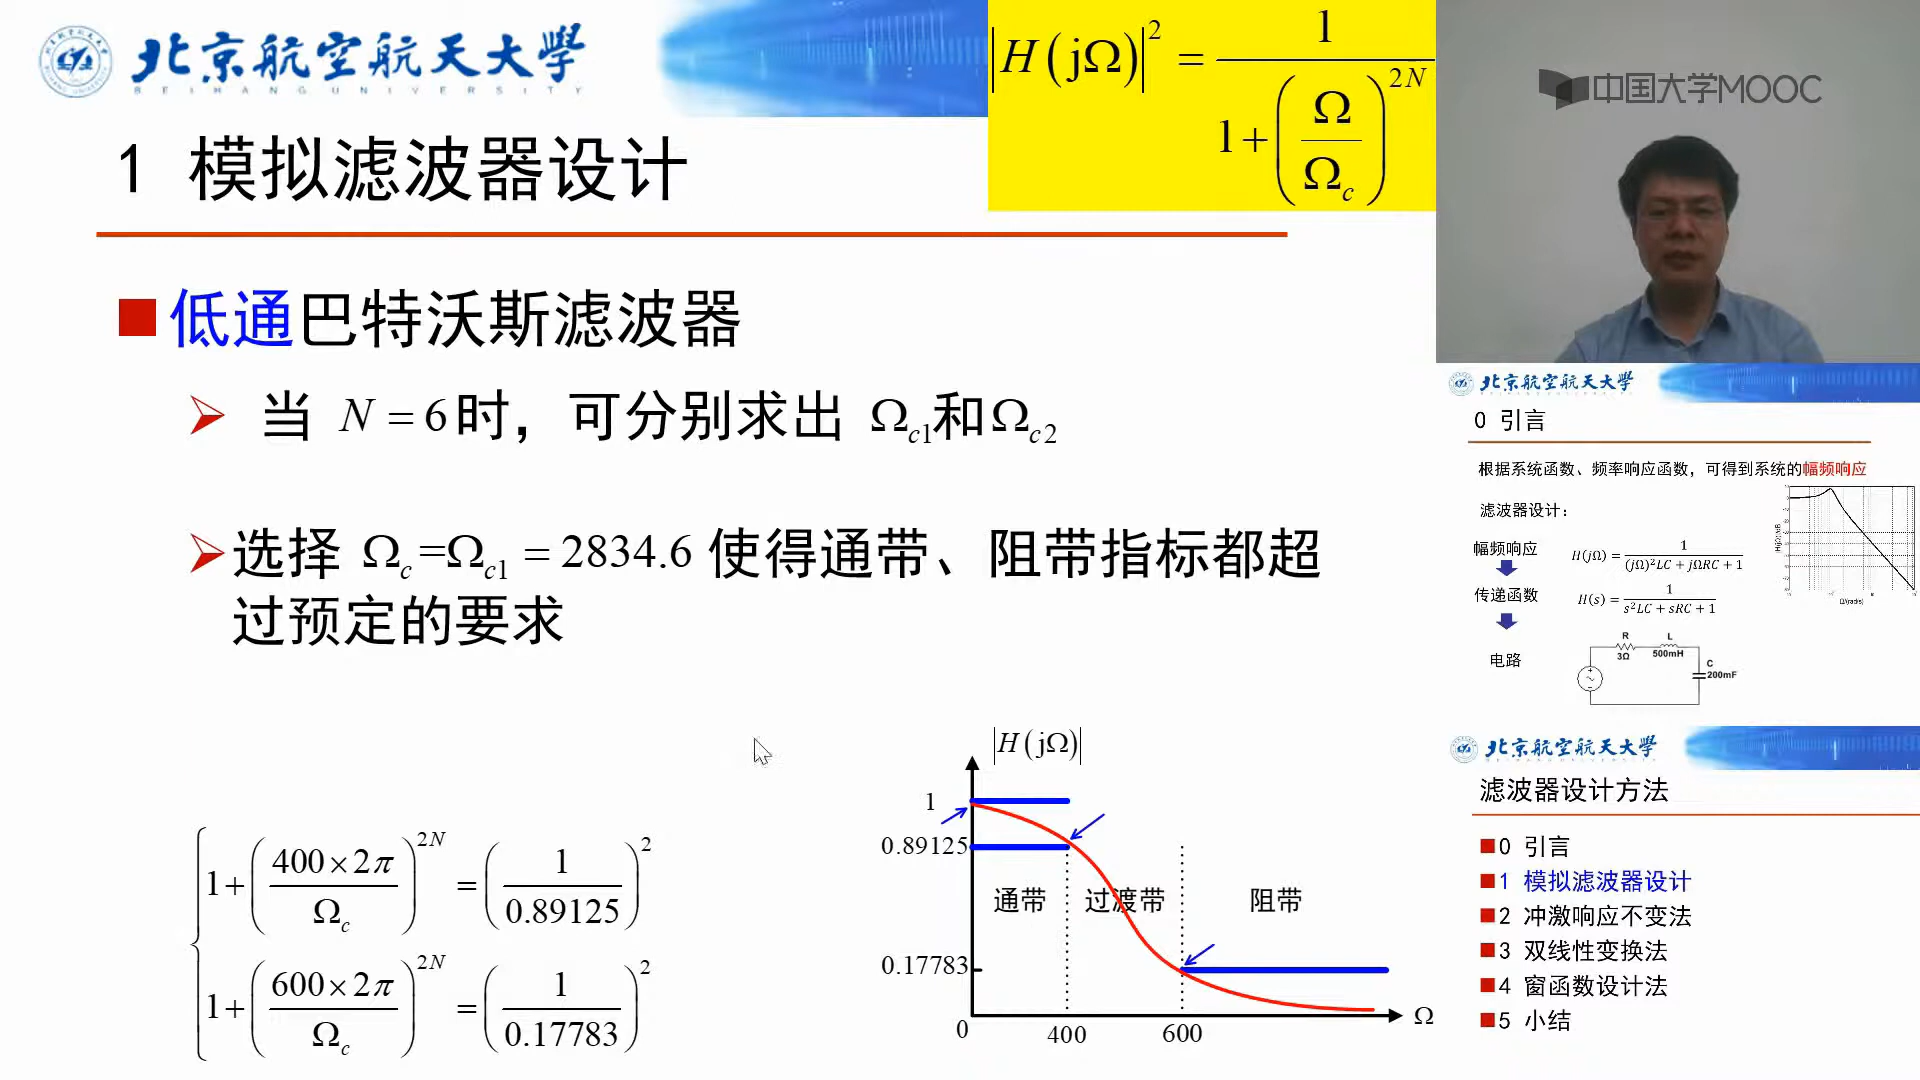 北京航空航天大学
BEIHANG UNIVERSITY
|H(jΩ)|² = 1 / (1+(Ω/Ω_c)^{2N})
中国大学MOOC
1 模拟滤波器设计
低通巴特沃斯滤波器
当 N = 6 时，可分别求出 Ω_{c1}和Ω_{c2}
选择 Ω_c=Ω_{c1} = 2834.6 使得通带、阻带指标都超
过预定的要求
1+(400×2π/Ω_c)^{2N} = (1/0.89125)²
1+(600×2π/Ω_c)^{2N} = (1/0.17783)²
|H(jΩ)|
1
0.89125
通带
过渡带
阻带
0.17783
0
400
600
Ω
北京航空航天大学
0 引言
根据系统函数、频率响应函数，可得到系统的幅频响应
滤波器设计：
幅频响应
H(jΩ) = 1 / ((jΩ)²LC + jΩRC + 1)
传递函数
H(s) = 1 / (s²LC + sRC + 1)
电路
R
3Ω
L
500mH
C
200mF
Ω/(rad/s)
北京航空航天大学
滤波器设计方法
0 引言
1 模拟滤波器设计
2 冲激响应不变法
3 双线性变换法
4 窗函数设计法
5 小结